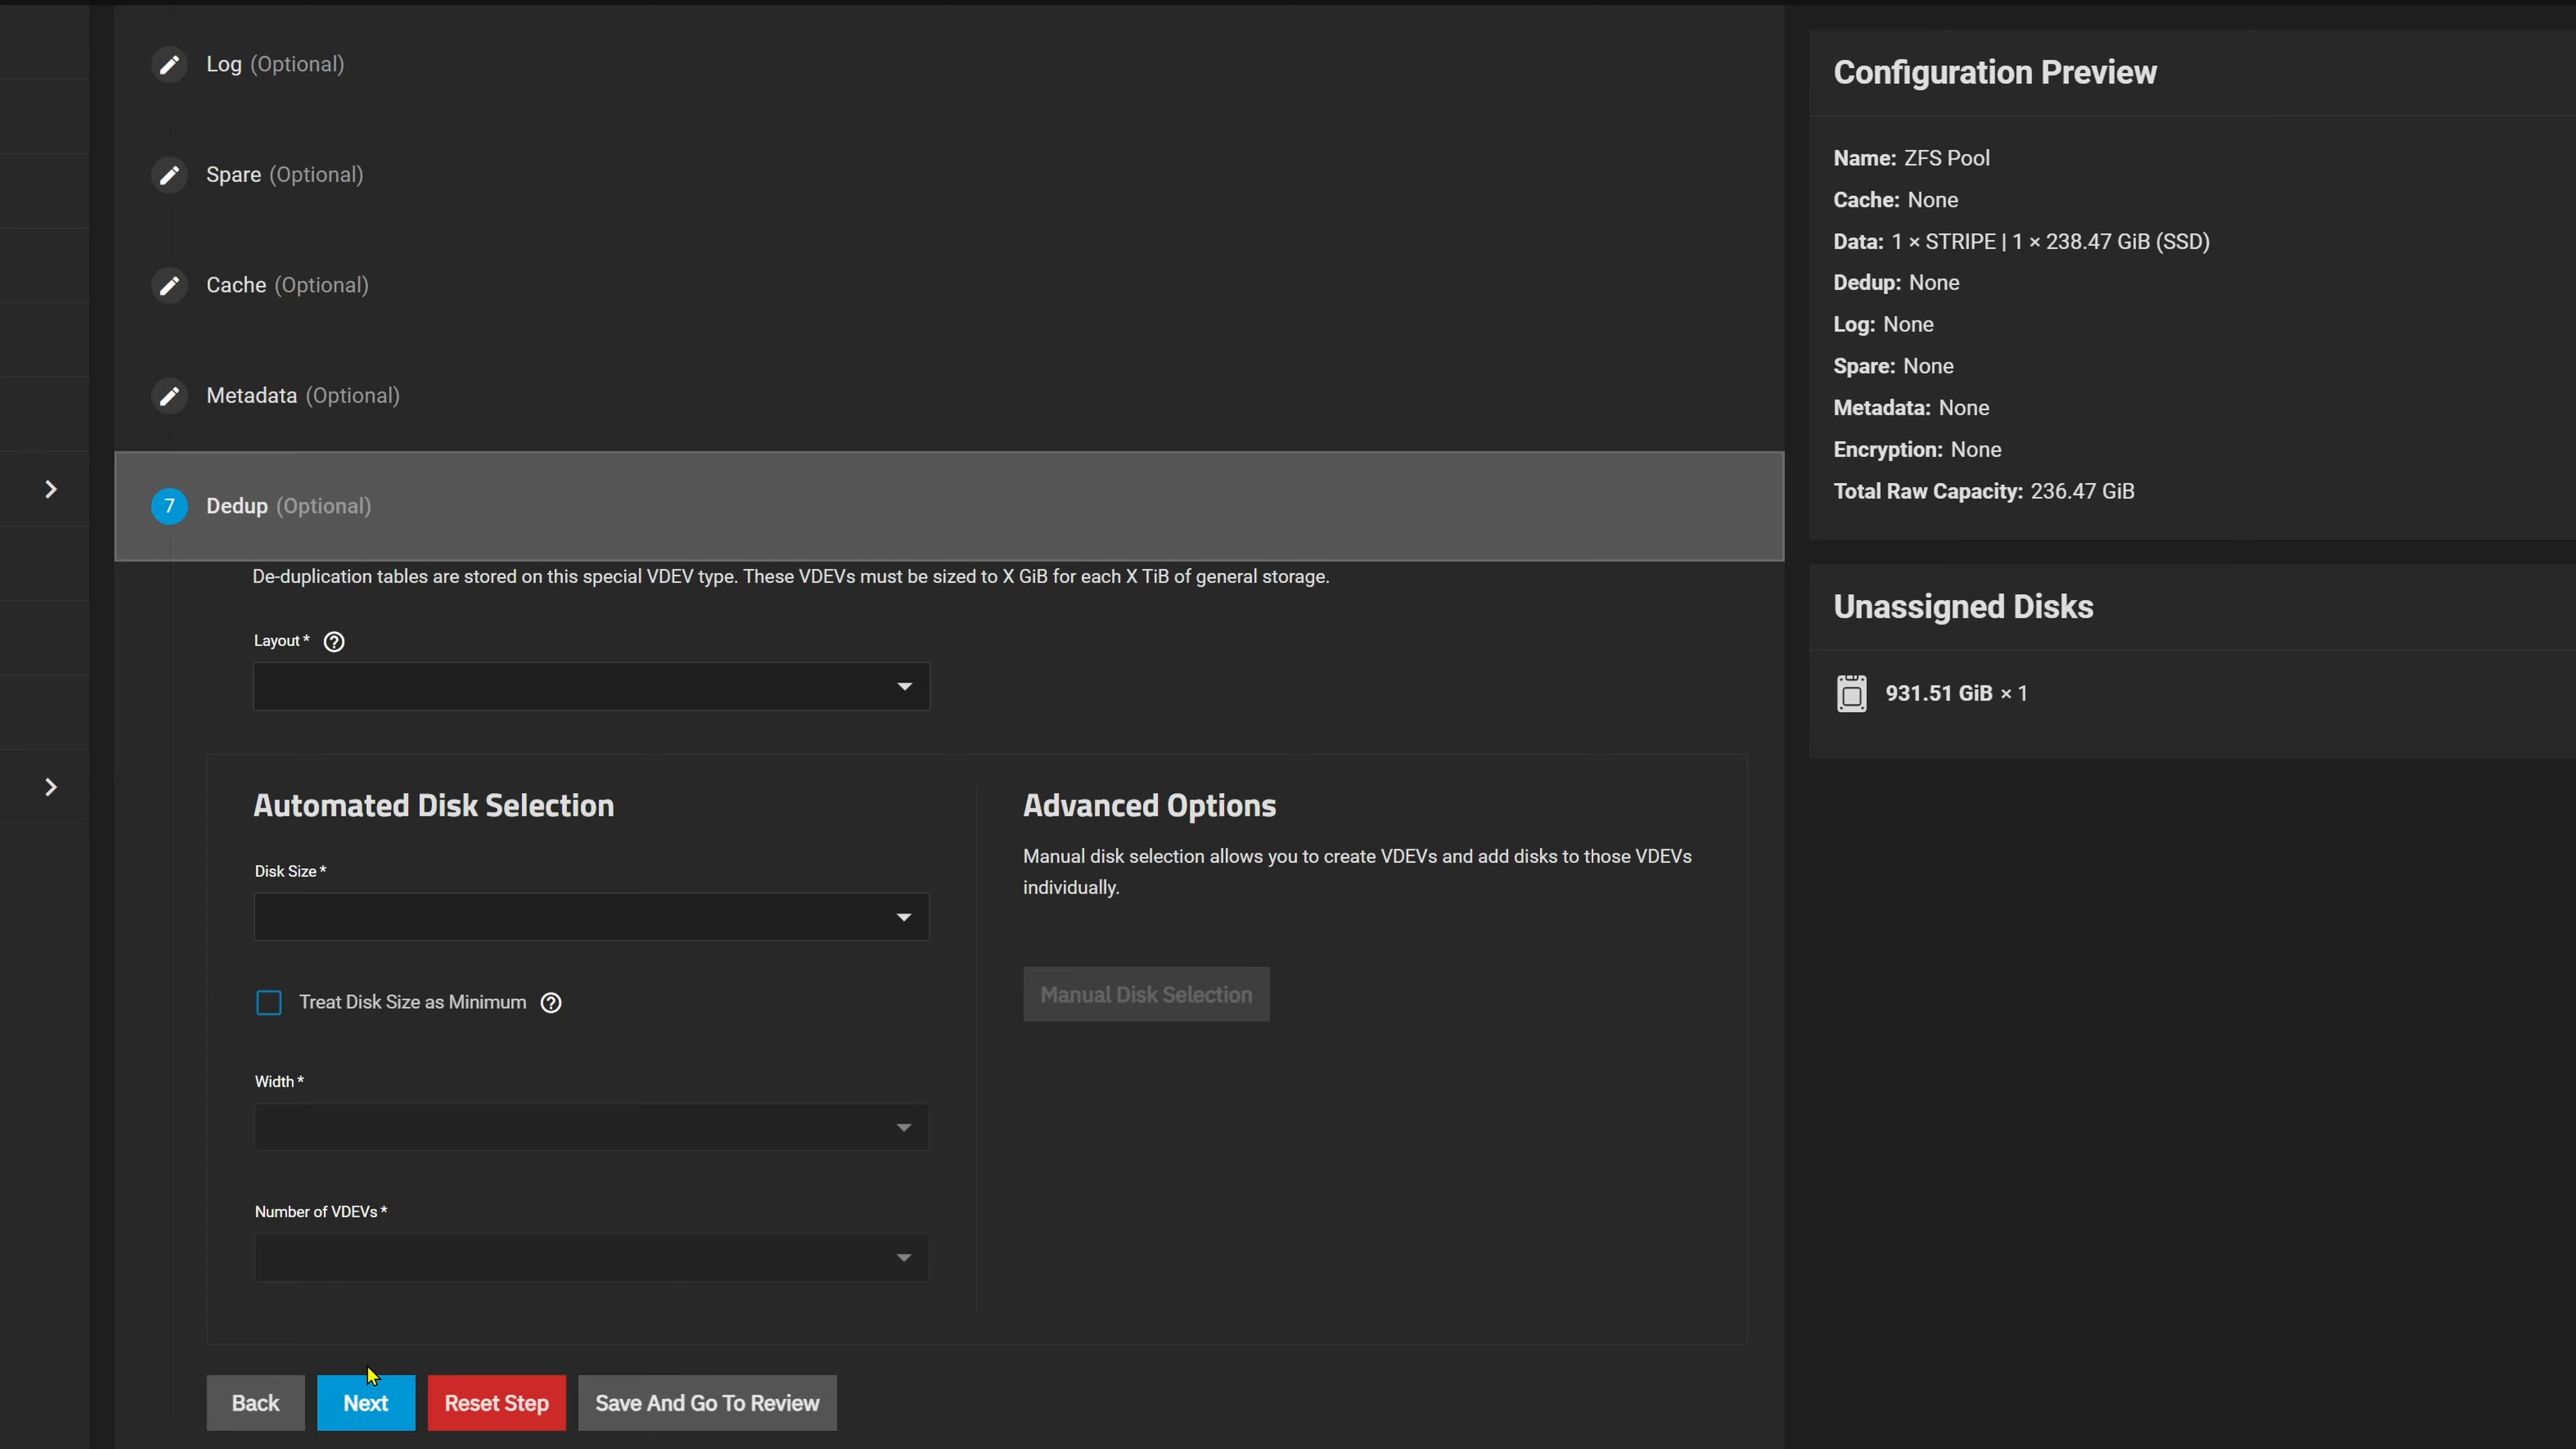 Log (Optional)
Spare (Optional)
Cache (Optional)
Metadata (Optional)
7 Dedup (Optional)
De-duplication tables are stored on this special VDEV type. These VDEVs must be sized to X GiB for each X TiB of general storage.
Layout *
Automated Disk Selection
Disk Size *
Treat Disk Size as Minimum
Width *
Number of VDEVs *
Advanced Options
Manual disk selection allows you to create VDEVs and add disks to those VDEVs
individually.
Manual Disk Selection
Back
Next
Reset Step
Save And Go To Review
Configuration Preview
Name: ZFS Pool
Cache: None
Data: 1 × STRIPE | 1 × 238.47 GiB (SSD)
Dedup: None
Log: None
Spare: None
Metadata: None
Encryption: None
Total Raw Capacity: 236.47 GiB
Unassigned Disks
931.51 GiB × 1